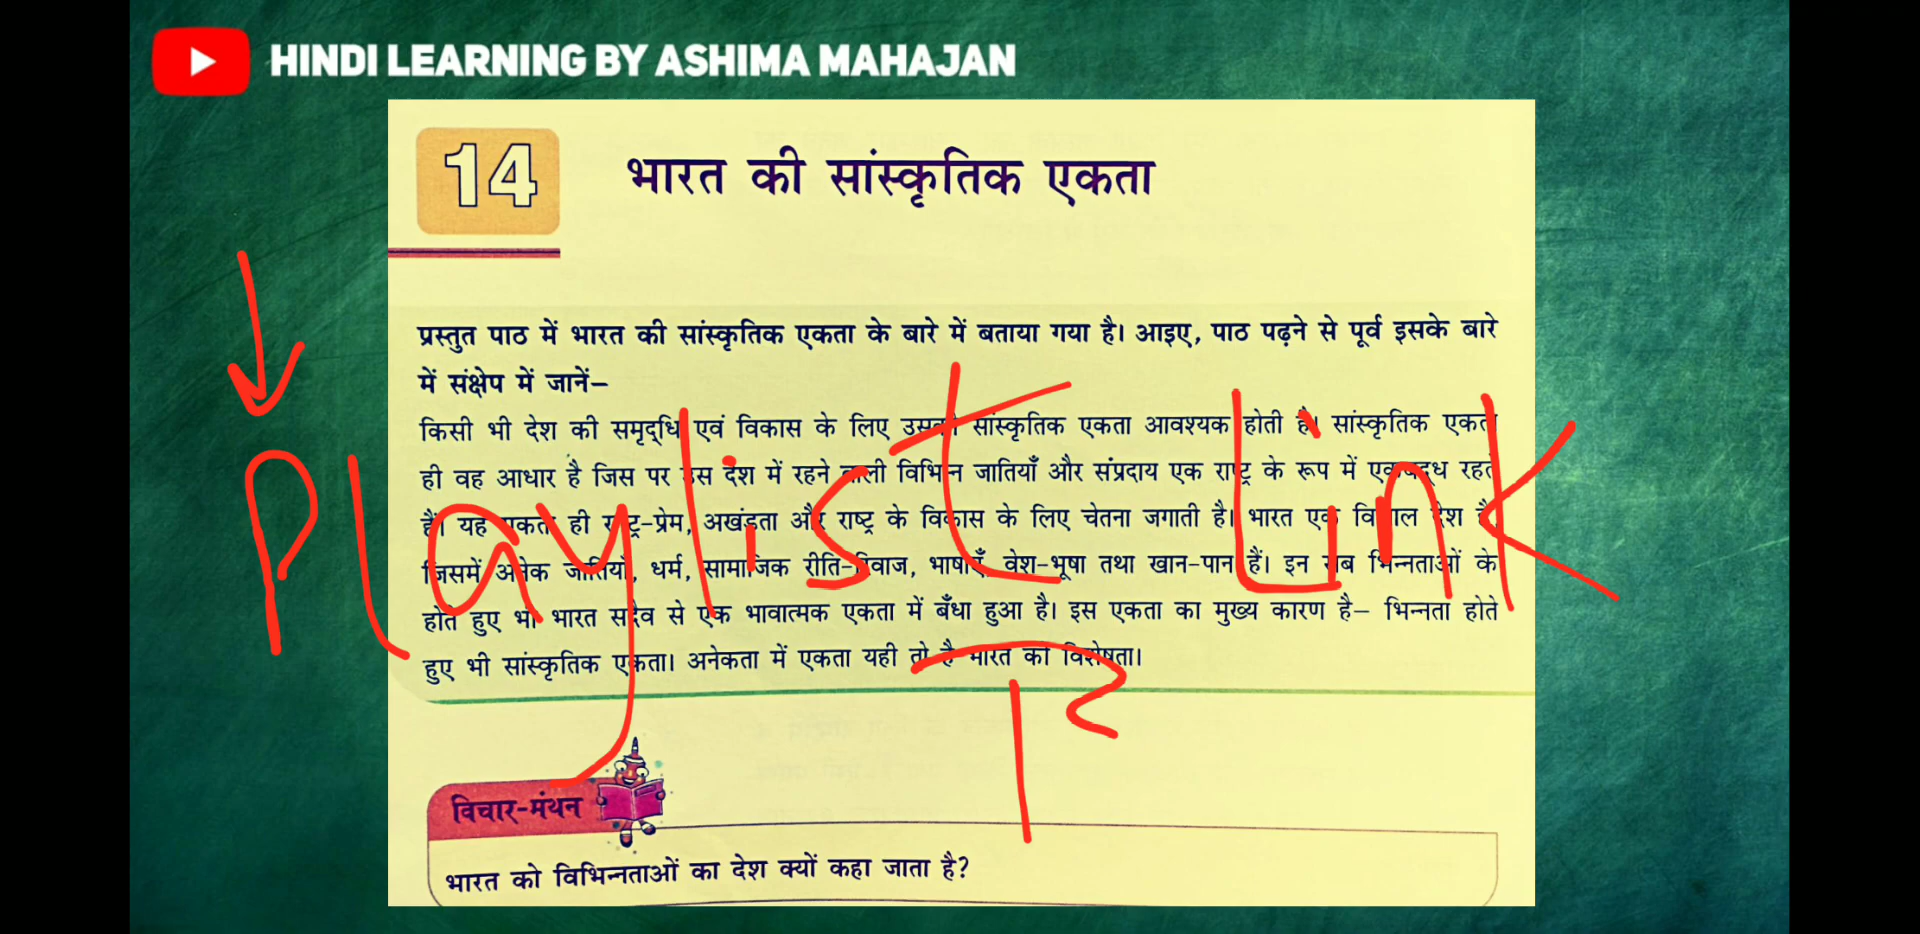 HINDI LEARNING BY ASHIMA MAHAJAN
14
भारत की सांस्कृतिक एकता
प्रस्तुत पाठ में भारत की सांस्कृतिक एकता के बारे में बताया गया है। आइए, पाठ पढ़ने से पूर्व इसके बारे
में संक्षेप में जानें–
किसी भी देश की समृद्धि एवं विकास के लिए उसकी सांस्कृतिक एकता आवश्यक होती है। सांस्कृतिक एकता
ही वह आधार है जिस पर उस देश में रहने वाली विभिन्न जातियाँ और संप्रदाय एक राष्ट्र के रूप में एकबद्ध रहते
हैं। यह एकता ही राष्ट्र-प्रेम, अखंडता और राष्ट्र के विकास के लिए चेतना जगाती है। भारत एक विशाल देश है
जिसमें अनेक जातियाँ, धर्म, सामाजिक रीति-रिवाज, भाषाएँ, वेश-भूषा तथा खान-पान हैं। इन सब भिन्नताओं के
होते हुए भी भारत सदैव से एक भावात्मक एकता में बँधा हुआ है। इस एकता का मुख्य कारण है– भिन्नता होते
हुए भी सांस्कृतिक एकता। अनेकता में एकता यही तो है भारत की विशेषता।
Playlist Link
विचार-मंथन
भारत को विभिन्नताओं का देश क्यों कहा जाता है?